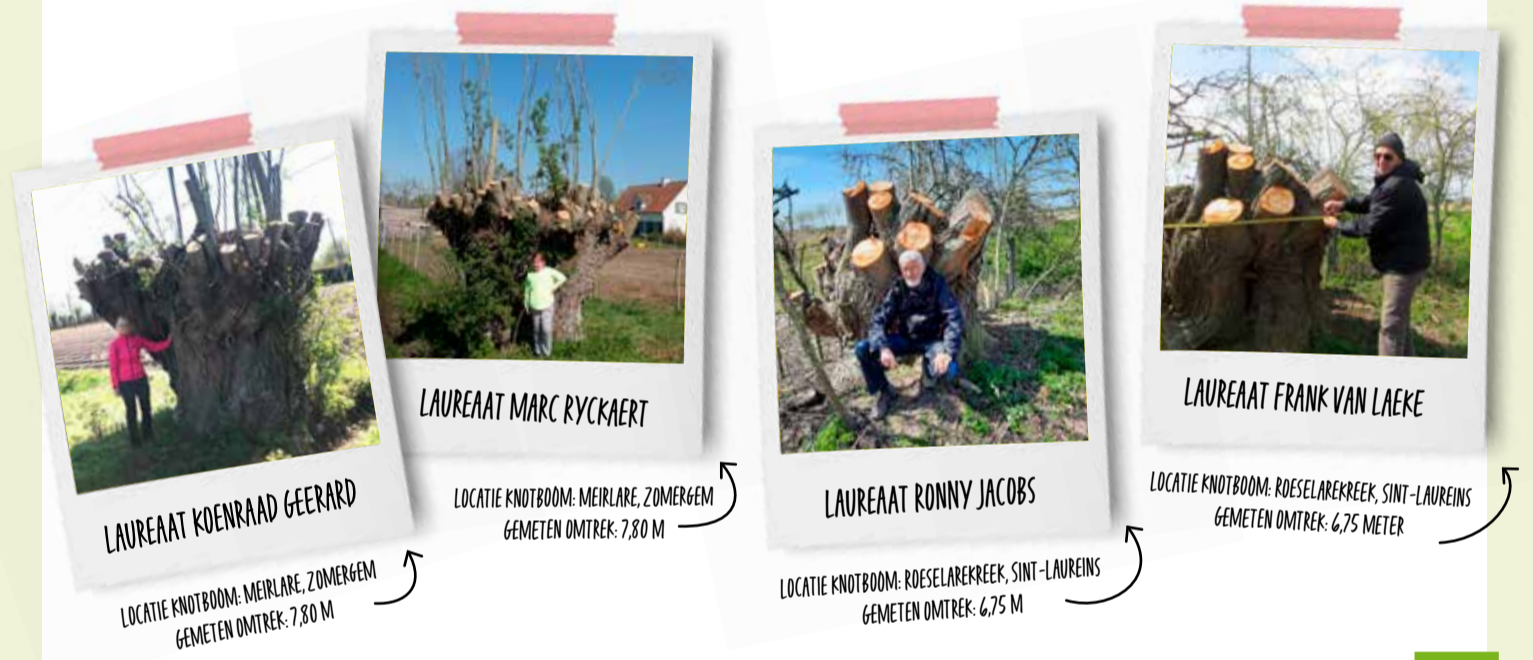 LAUREAAT KOENRAAD GEERARD
LOCATIE KNOTBOOM: MEIRLARE, ZOMERGEM
GEMETEN OMTREK: 7,80 M
LAUREAAT MARC RYCKAERT
LOCATIE KNOTBOOM: MEIRLARE, ZOMERGEM
GEMETEN OMTREK: 7,80 M
LAUREAAT RONNY JACOBS
LOCATIE KNOTBOOM: ROESELAREKREEK, SINT-LAUREINS
GEMETEN OMTREK: 6,75 M
LAUREAAT FRANK VAN LAEKE
LOCATIE KNOTBOOM: ROESELAREKREEK, SINT-LAUREINS
GEMETEN OMTREK: 6,75 METER